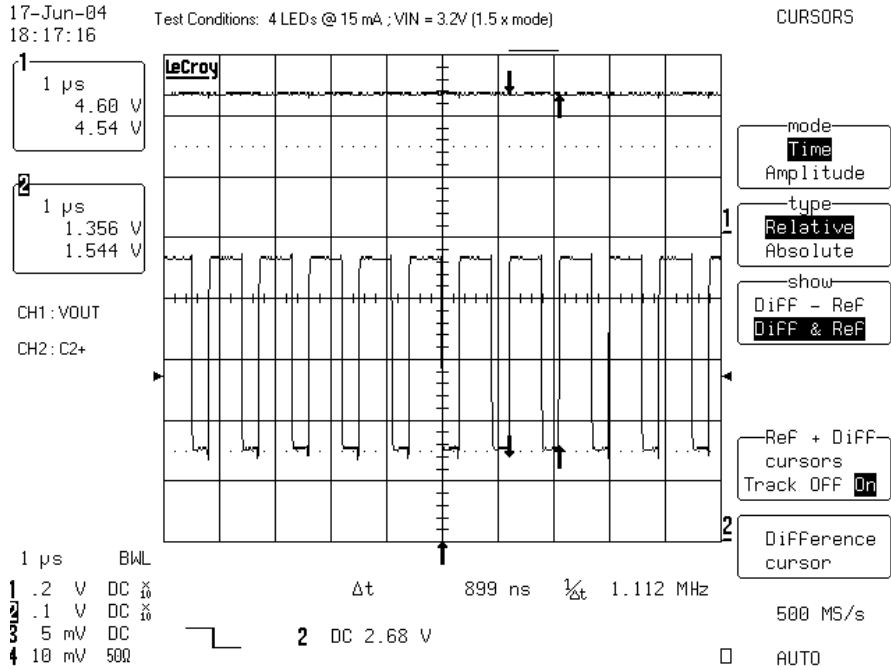 17-Jun-04
18:17:16
Test Conditions: 4 LEDs @ 15 mA ; VIN = 3.2V (1.5 x mode)
CURSORS
1
1 µs
4.60 V
4.54 V
2
1 µs
1.356 V
1.544 V
CH1 : VOUT
CH2 : C2+
LeCroy
1
2
mode
Time
Amplitude
type
Relative
Absolute
show
Diff - Ref
Diff & Ref
Ref + Diff
cursors
Track OFF On
Difference
cursor
1 µs BWL
1 .2 V DC X10
2 .1 V DC X10
3 5 mV DC
4 10 mV 50Ω
Δt 899 ns 1/Δt 1.112 MHz
2 DC 2.68 V
500 MS/s
AUTO